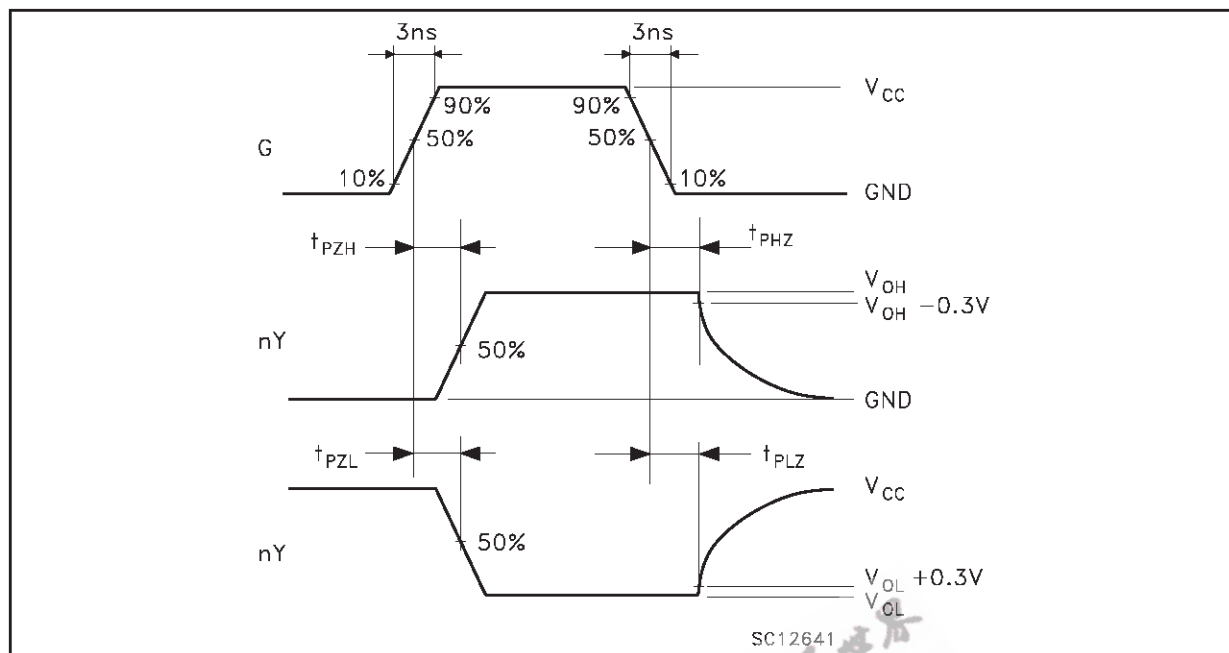 3ns 3ns
V_CC
90% 90%
50% 50%
G
10% 10%
GND
t_PZH t_PHZ
V_OH
V_OH −0.3V
nY 50%
GND
t_PZL t_PLZ
V_CC
nY 50%
V_OL +0.3V
V_OL
SC12641